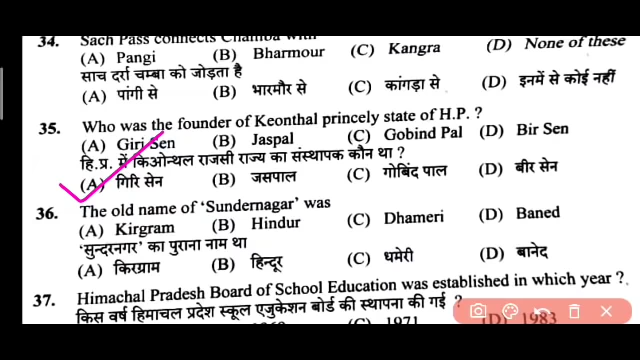 34. Sach Pass connects Chamba with
(A) Pangi (B) Bharmour (C) Kangra (D) None of these
साच दर्रा चम्बा को जोड़ता है
(A) पांगी से (B) भारमौर से (C) कांगड़ा से (D) इनमें से कोई नहीं
35. Who was the founder of Keonthal princely state of H.P. ?
(A) Giri Sen (B) Jaspal (C) Gobind Pal (D) Bir Sen
हि.प्र. में किओन्थल राजसी राज्य का संस्थापक कौन था ?
(A) गिरि सेन (B) जसपाल (C) गोबिंद पाल (D) बीर सेन
36. The old name of ‘Sundernagar’ was
(A) Kirgram (B) Hindur (C) Dhameri (D) Baned
‘सुन्दरनगर’ का पुराना नाम था
(A) किरग्राम (B) हिन्दूर (C) धमेरी (D) बानेद
37. Himachal Pradesh Board of School Education was established in which year ?
किस वर्ष हिमाचल प्रदेश स्कूल एजुकेशन बोर्ड की स्थापना की गई ?
(C) 1971 (D) 1983